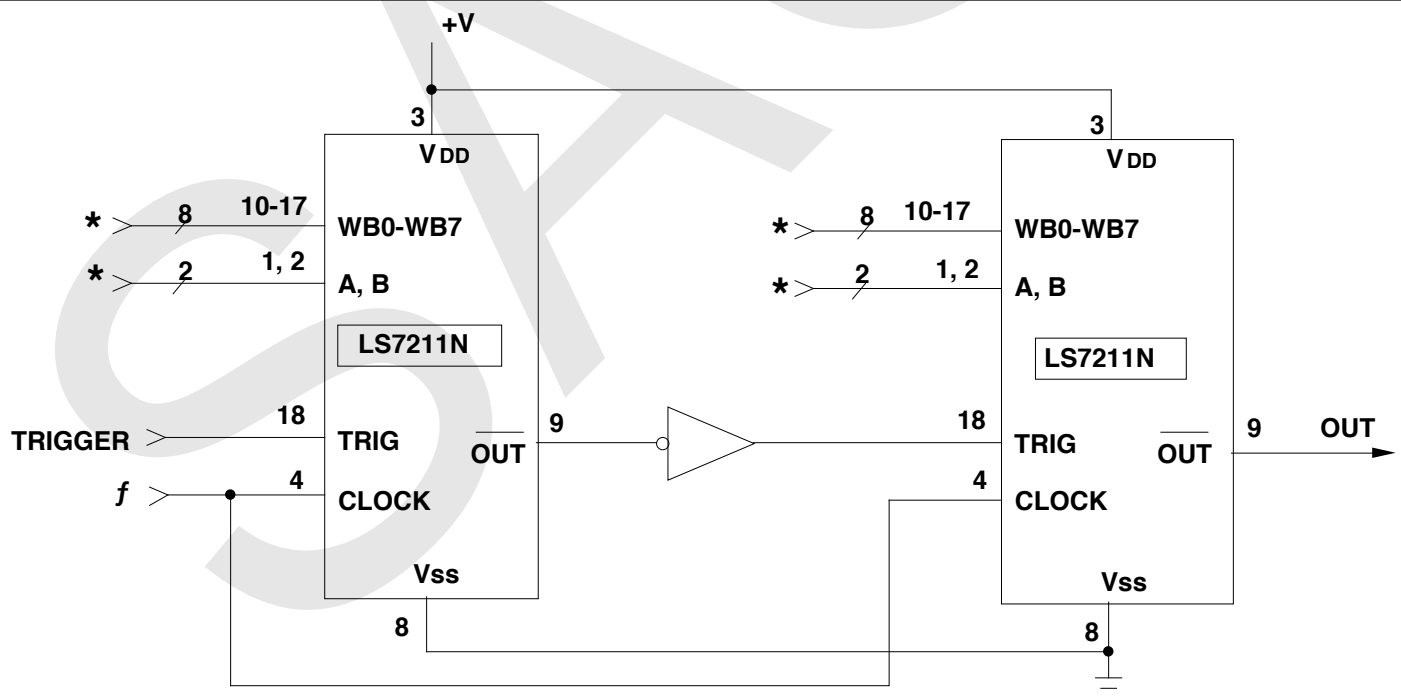 +V
3
VDD
* 8 10-17 WB0-WB7
* 2 1, 2 A, B
LS7211N
TRIGGER 18 TRIG
f 4 CLOCK
OUT 9
Vss
8
3
VDD
* 8 10-17 WB0-WB7
* 2 1, 2 A, B
LS7211N
18 TRIG
4 CLOCK
OUT 9 OUT
Vss
8